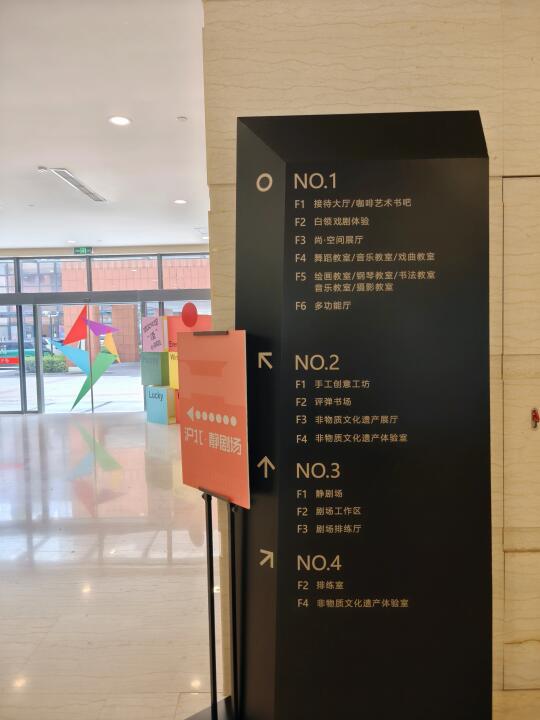 NO.1
F1 接待大厅/咖啡艺术书吧
F2 白领戏剧体验
F3 尚·空间展厅
F4 舞蹈教室/音乐教室/戏曲教室
F5 绘画教室/钢琴教室/书法教室
音乐教室/摄影教室
F6 多功能厅
NO.2
F1 手工创意工坊
F2 评弹书场
F3 非物质文化遗产展厅
F4 非物质文化遗产体验室
NO.3
F1 静剧场
F2 剧场工作区
F3 剧场排练厅
NO.4
F2 排练室
F4 非物质文化遗产体验室
沪北·静剧场
Lucky